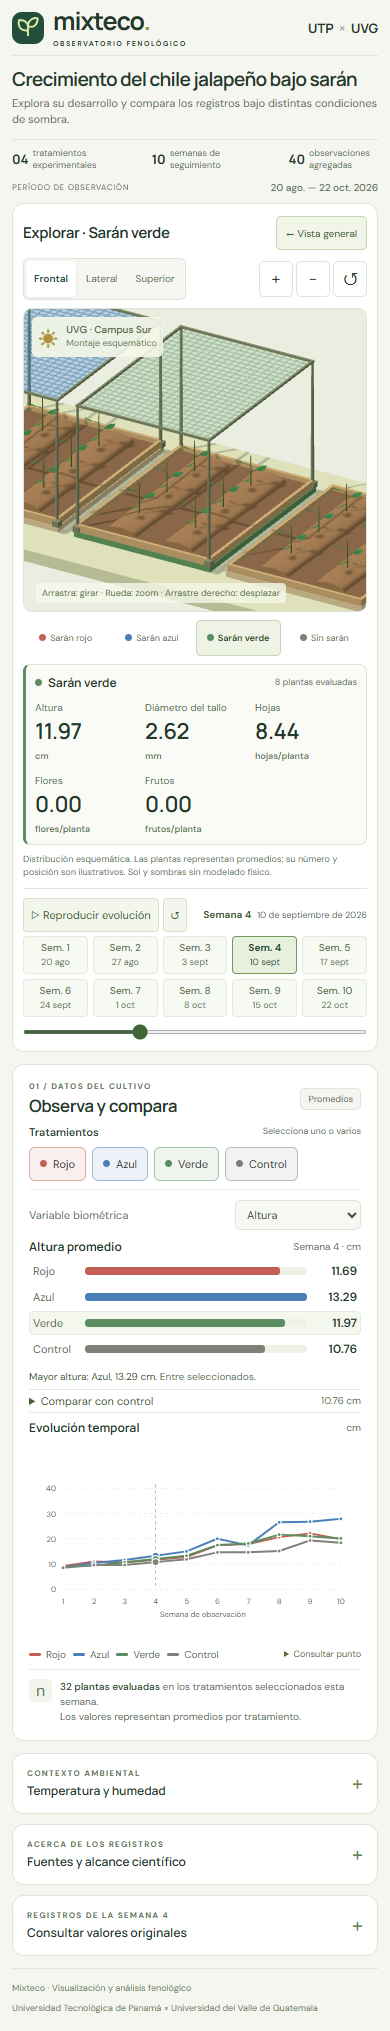 mixteco.
OBSERVATORIO FENOLÓGICO
UTP × UVG
Crecimiento del chile jalapeño bajo sarán
Explora su desarrollo y compara los registros bajo distintas condiciones
de sombra.
04 tratamientos
experimentales
10 semanas de
seguimiento
40 observaciones
agregadas
PERÍODO DE OBSERVACIÓN
20 ago. — 22 oct. 2026
Explorar · Sarán verde
← Vista general
Frontal Lateral Superior
+ − ↺
UVG · Campus Sur
Montaje esquemático
Arrastra: girar · Rueda: zoom · Arrastre derecho: desplazar
Sarán rojo Sarán azul Sarán verde Sin sarán
Sarán verde
8 plantas evaluadas
Altura Diámetro del tallo Hojas
11.97 2.62 8.44
cm mm hojas/planta
Flores Frutos
0.00 0.00
flores/planta frutos/planta
Distribución esquemática. Las plantas representan promedios; su número y
posición son ilustrativos. Sol y sombras sin modelado físico.
▷ Reproducir evolución ↺ Semana 4 10 de septiembre de 2026
Sem. 1 Sem. 2 Sem. 3 Sem. 4 Sem. 5
20 ago 27 ago 3 sept 10 sept 17 sept
Sem. 6 Sem. 7 Sem. 8 Sem. 9 Sem. 10
24 sept 1 oct 8 oct 15 oct 22 oct
01 / DATOS DEL CULTIVO
Observa y compara
Promedios
Tratamientos
Selecciona uno o varios
Rojo Azul Verde Control
Variable biométrica Altura
Altura promedio Semana 4 · cm
Rojo 11.69
Azul 13.29
Verde 11.97
Control 10.76
Mayor altura: Azul, 13.29 cm. Entre seleccionados.
▶ Comparar con control 10.76 cm
Evolución temporal cm
40
30
20
10
0
1 2 3 4 5 6 7 8 9 10
Semana de observación
Rojo Azul Verde Control
▶ Consultar punto
n 32 plantas evaluadas en los tratamientos seleccionados esta
semana.
Los valores representan promedios por tratamiento.
CONTEXTO AMBIENTAL
Temperatura y humedad +
ACERCA DE LOS REGISTROS
Fuentes y alcance científico +
REGISTROS DE LA SEMANA 4
Consultar valores originales +
Mixteco · Visualización y análisis fenológico
Universidad Tecnológica de Panamá × Universidad del Valle de Guatemala